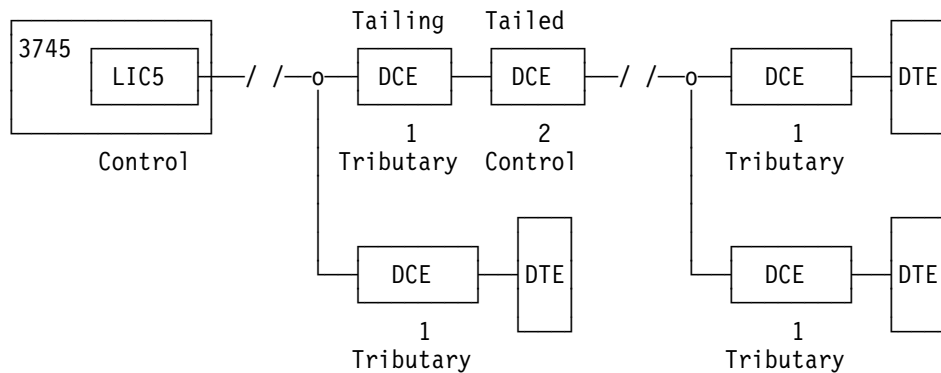 Tailing Tailed
3745
LIC5 DCE DCE DCE DTE
1 2 1
Control Tributary Control Tributary
DCE DTE DCE DTE
1 1
Tributary Tributary